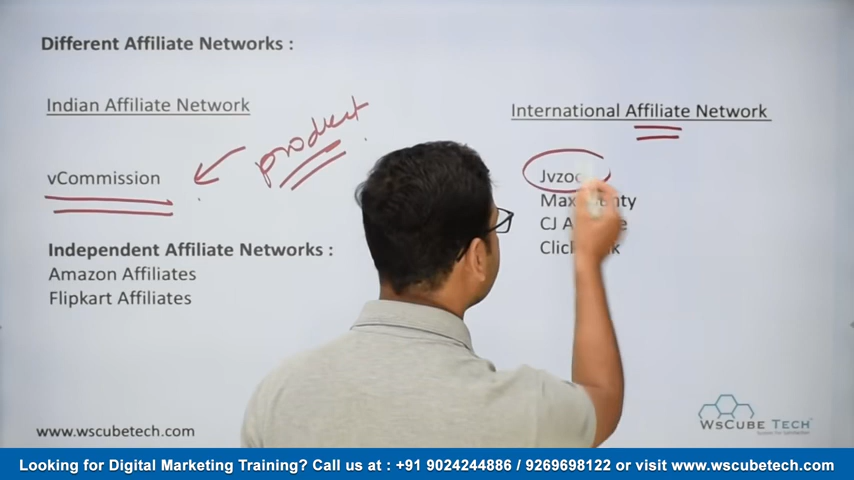 Different Affiliate Networks :
Indian Affiliate Network
vCommission
product
Independent Affiliate Networks :
Amazon Affiliates
Flipkart Affiliates
www.wscubetech.com
International Affiliate Network
Jvzoo
CJ
WSCUBE TECH
Looking for Digital Marketing Training? Call us at : +91 9024244886 / 9269698122 or visit www.wscubetech.com